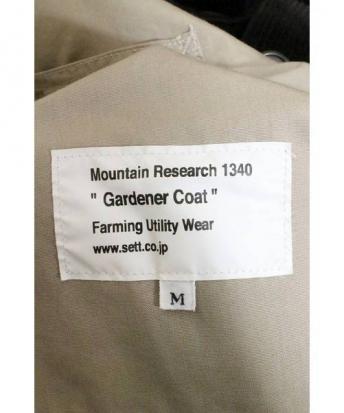 Mountain Research 1340
" Gardener Coat "
Farming Utility Wear
www.sett.co.jp
M